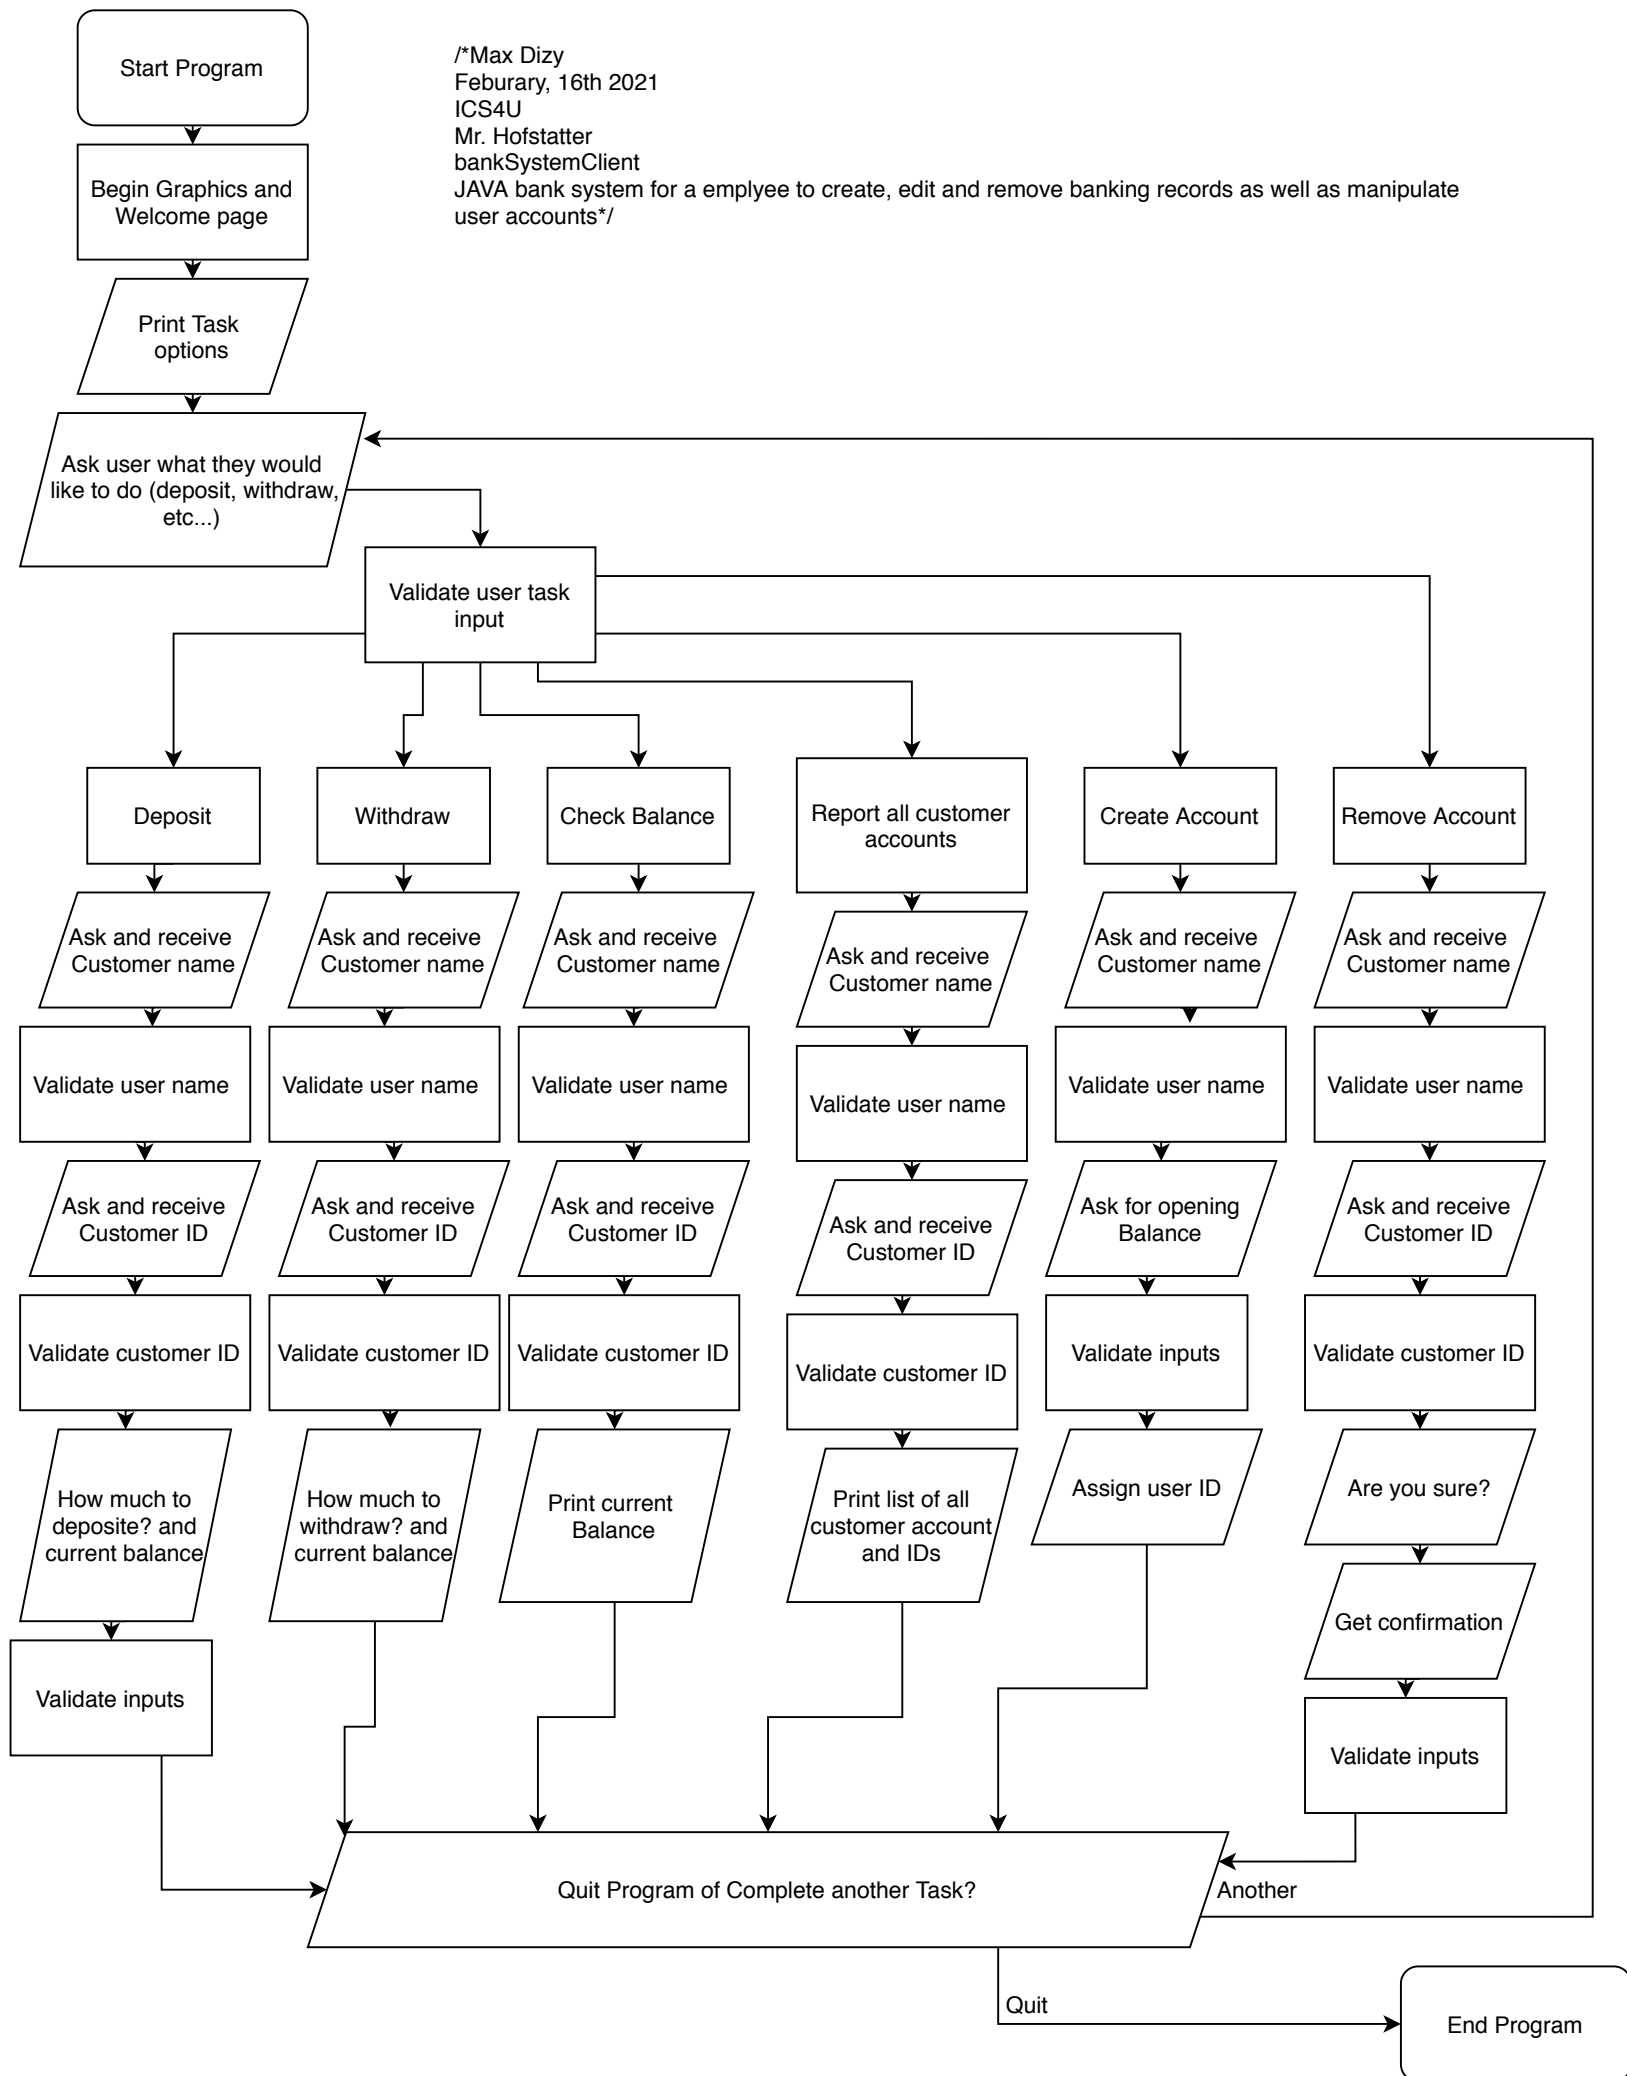 Start Program
/*Max Dizy
Feburary, 16th 2021
ICS4U
Mr. Hofstatter
bankSystemClient
JAVA bank system for a emplyee to create, edit and remove banking records as well as manipulate
user accounts*/
Begin Graphics and
Welcome page
Print Task
options
Ask user what they would
like to do (deposit, withdraw,
etc...)
Validate user task
input
Deposit
Withdraw
Check Balance
Report all customer
accounts
Create Account
Remove Account
Ask and receive
Customer name
Ask and receive
Customer name
Ask and receive
Customer name
Ask and receive
Customer name
Ask and receive
Customer name
Ask and receive
Customer name
Validate user name
Validate user name
Validate user name
Validate user name
Validate user name
Validate user name
Ask and receive
Customer ID
Ask and receive
Customer ID
Ask and receive
Customer ID
Ask and receive
Customer ID
Ask for opening
Balance
Ask and receive
Customer ID
Validate customer ID
Validate customer ID
Validate customer ID
Validate customer ID
Validate inputs
Validate customer ID
How much to
deposite? and
current balance
How much to
withdraw? and
current balance
Print current
Balance
Print list of all
customer account
and IDs
Assign user ID
Are you sure?
Get confirmation
Validate inputs
Validate inputs
Quit Program of Complete another Task?
Another
Quit
End Program